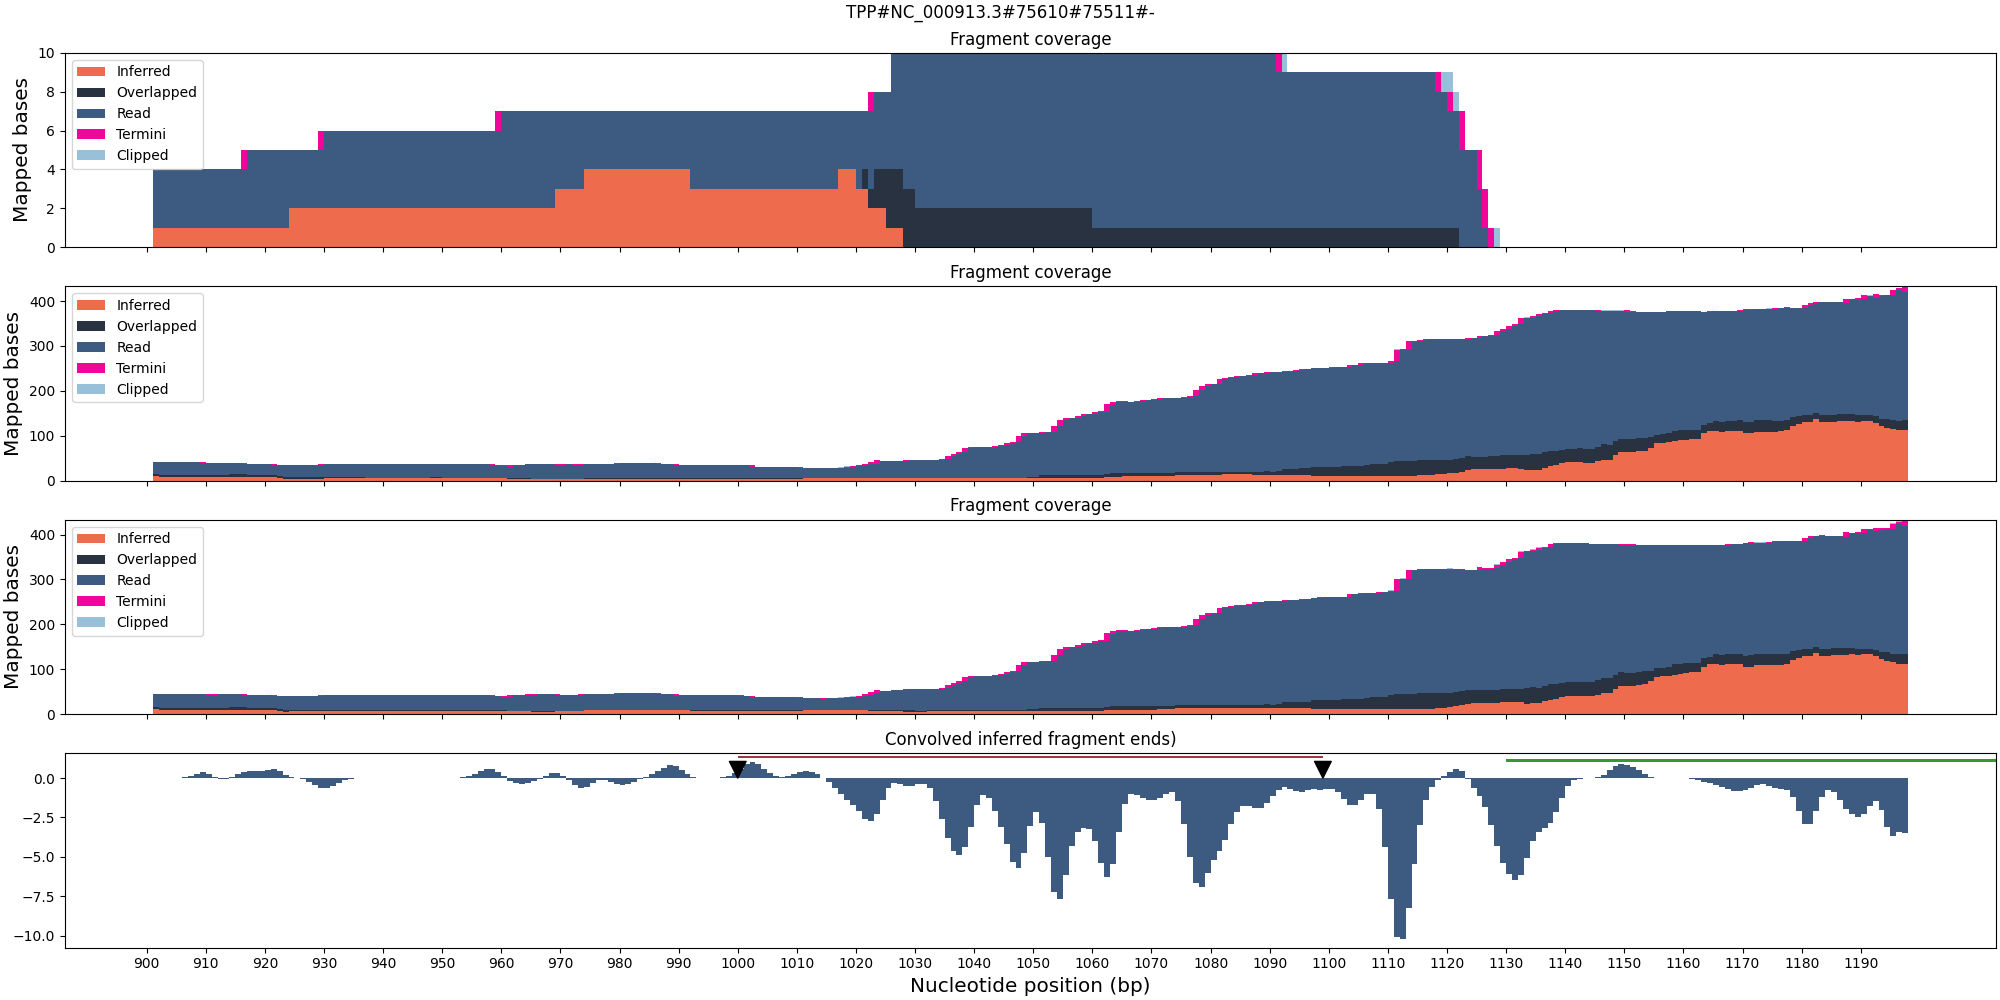 TPP#NC_000913.3#75610#75511#-
Fragment coverage
Mapped bases
10
8
6
4
2
0
Inferred
Overlapped
Read
Termini
Clipped
Fragment coverage
Mapped bases
400
300
200
100
0
Inferred
Overlapped
Read
Termini
Clipped
Fragment coverage
Mapped bases
400
300
200
100
0
Inferred
Overlapped
Read
Termini
Clipped
Convolved inferred fragment ends)
0.0
−2.5
−5.0
−7.5
−10.0
900 910 920 930 940 950 960 970 980 990 1000 1010 1020 1030 1040 1050 1060 1070 1080 1090 1100 1110 1120 1130 1140 1150 1160 1170 1180 1190
Nucleotide position (bp)